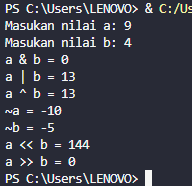 PS C:\Users\LENOVO> & C:/Us
Masukan nilai a: 9
Masukan nilai b: 4
a & b = 0
a | b = 13
a ^ b = 13
~a = -10
~b = -5
a << b = 144
a >> b = 0
PS C:\Users\LENOVO>